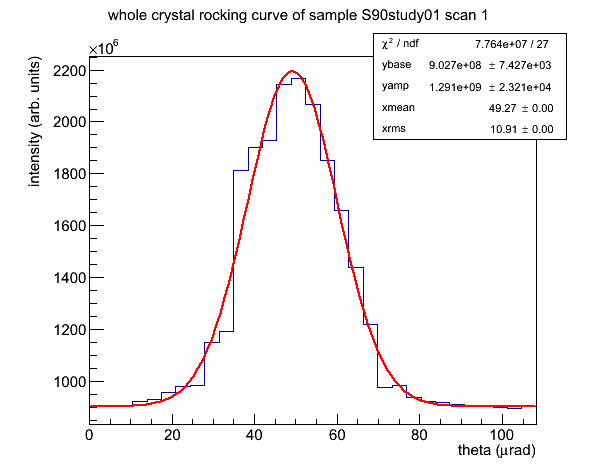 whole crystal rocking curve of sample S90study01 scan 1
×10⁶
χ² / ndf 7.764e+07 / 27
ybase 9.027e+08 ± 7.427e+03
yamp 1.291e+09 ± 2.321e+04
xmean 49.27 ± 0.00
xrms 10.91 ± 0.00
intensity (arb. units)
2200
2000
1800
1600
1400
1200
1000
0 20 40 60 80 100
theta (μrad)